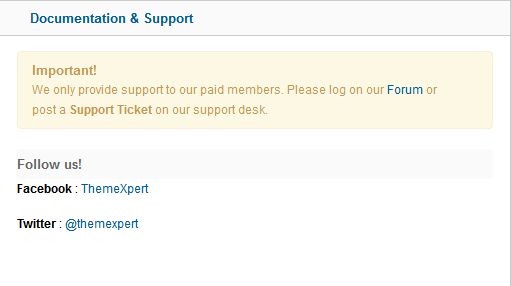 Documentation & Support
Important!
We only provide support to our paid members. Please log on our Forum or
post a Support Ticket on our support desk.
Follow us!
Facebook : ThemeXpert
Twitter : @themexpert